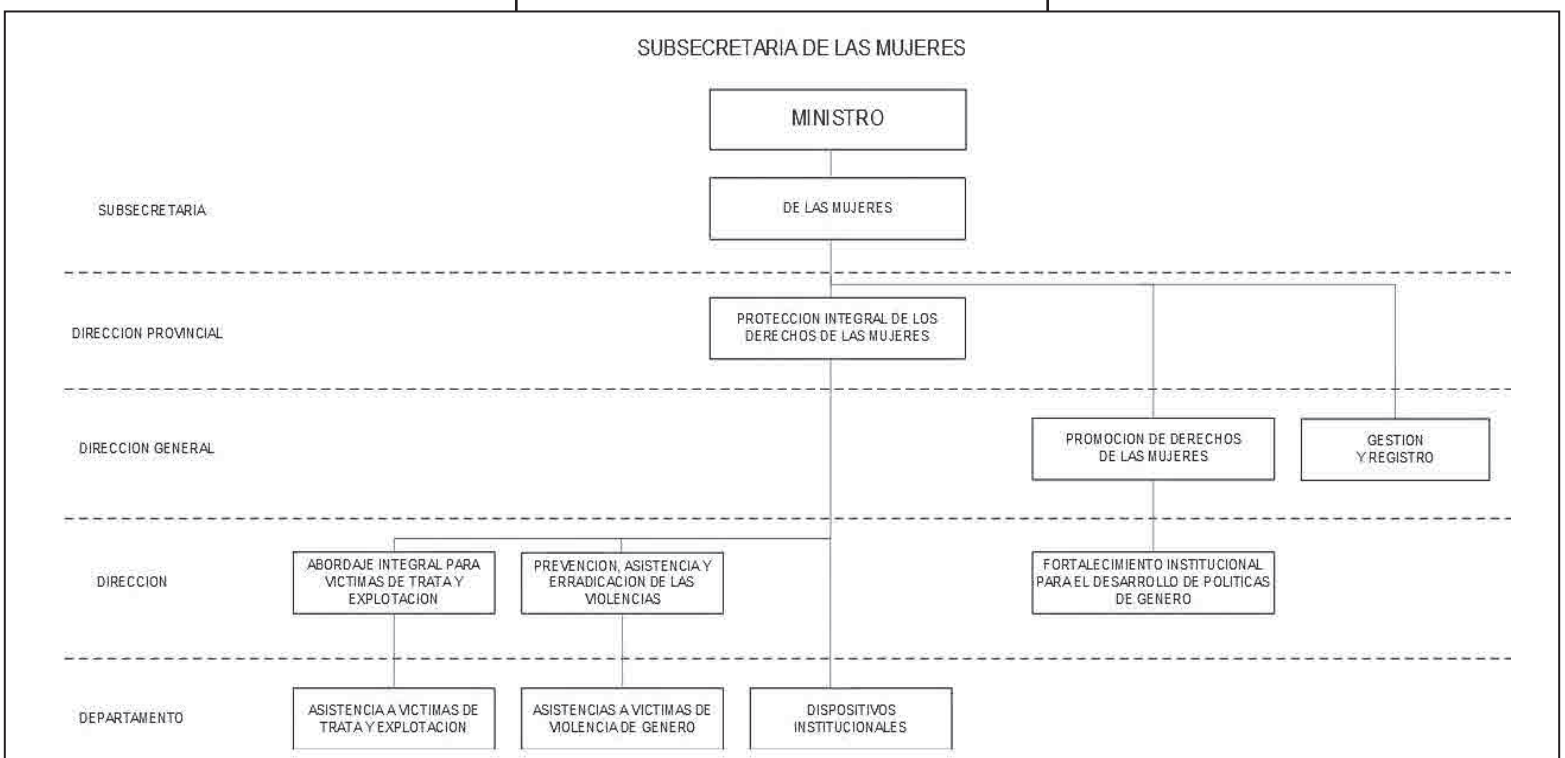 SUBSECRETARIA DE LAS MUJERES
MINISTRO
SUBSECRETARIA
DE LAS MUJERES
DIRECCION PROVINCIAL
PROTECCION INTEGRAL DE LOS
DERECHOS DE LAS MUJERES
DIRECCION GENERAL
PROMOCION DE DERECHOS
DE LAS MUJERES
GESTION
Y REGISTRO
DIRECCION
ABORDAJE INTEGRAL PARA
VICTIMAS DE TRATA Y
EXPLOTACION
PREVENCION, ASISTENCIA Y
ERRADICACION DE LAS
VIOLENCIAS
FORTALECIMIENTO INSTITUCIONAL
PARA EL DESARROLLO DE POLITICAS
DE GENERO
DEPARTAMENTO
ASISTENCIA A VICTIMAS DE
TRATA Y EXPLOTACION
ASISTENCIAS A VICTIMAS DE
VIOLENCIA DE GENERO
DISPOSITIVOS
INSTITUCIONALES